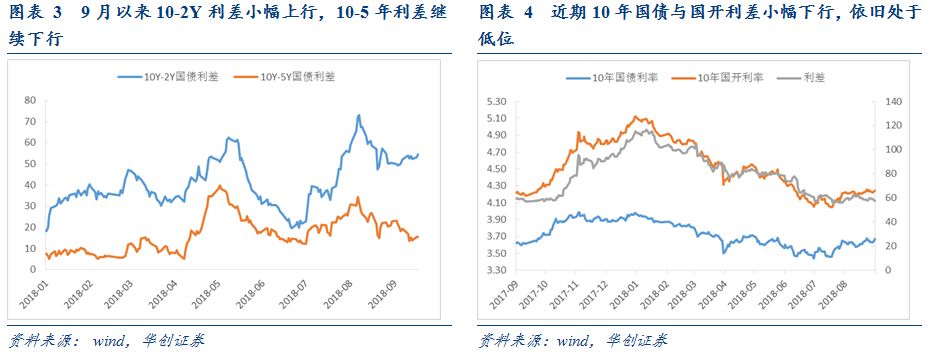 图表 3 9 月以来 10-2Y 利差小幅上行，10-5 年利差继
续下行
10Y-2Y国债利差 10Y-5Y国债利差
80
70
60
50
40
30
20
10
0
2018-01 2018-02 2018-03 2018-04 2018-05 2018-06 2018-07 2018-08 2018-09
资料来源： wind，华创证券
图表 4 近期 10 年国债与国开利差小幅下行，依旧处于
低位
10年国债利率 10年国开利率 利差
5.30
5.10
4.90
4.70
4.50
4.30
4.10
3.90
3.70
3.50
3.30
140
120
100
80
60
40
20
0
2017-09 2017-10 2017-11 2017-12 2018-01 2018-02 2018-03 2018-04 2018-05 2018-06 2018-07 2018-08
资料来源：wind，华创证券